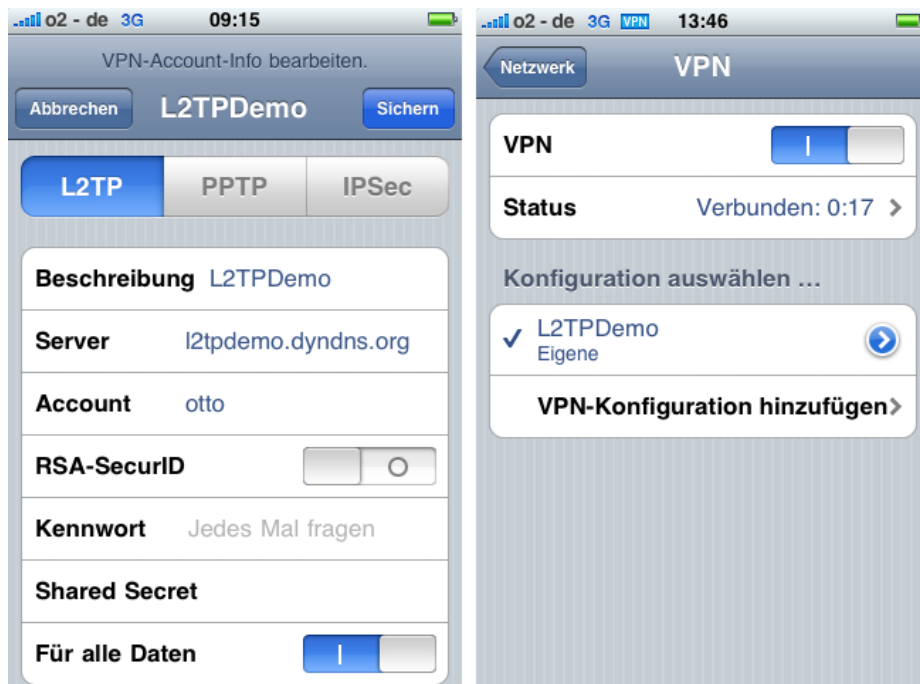 o2 - de 3G 09:15
VPN-Account-Info bearbeiten.
Abbrechen L2TPDemo Sichern
L2TP PPTP IPSec
Beschreibung L2TPDemo
Server l2tpdemo.dyndns.org
Account otto
RSA-SecurID
Kennwort Jedes Mal fragen
Shared Secret
Für alle Daten
o2 - de 3G VPN 13:46
Netzwerk VPN
VPN
Status Verbunden: 0:17
Konfiguration auswählen ...
L2TPDemo
Eigene
VPN-Konfiguration hinzufügen